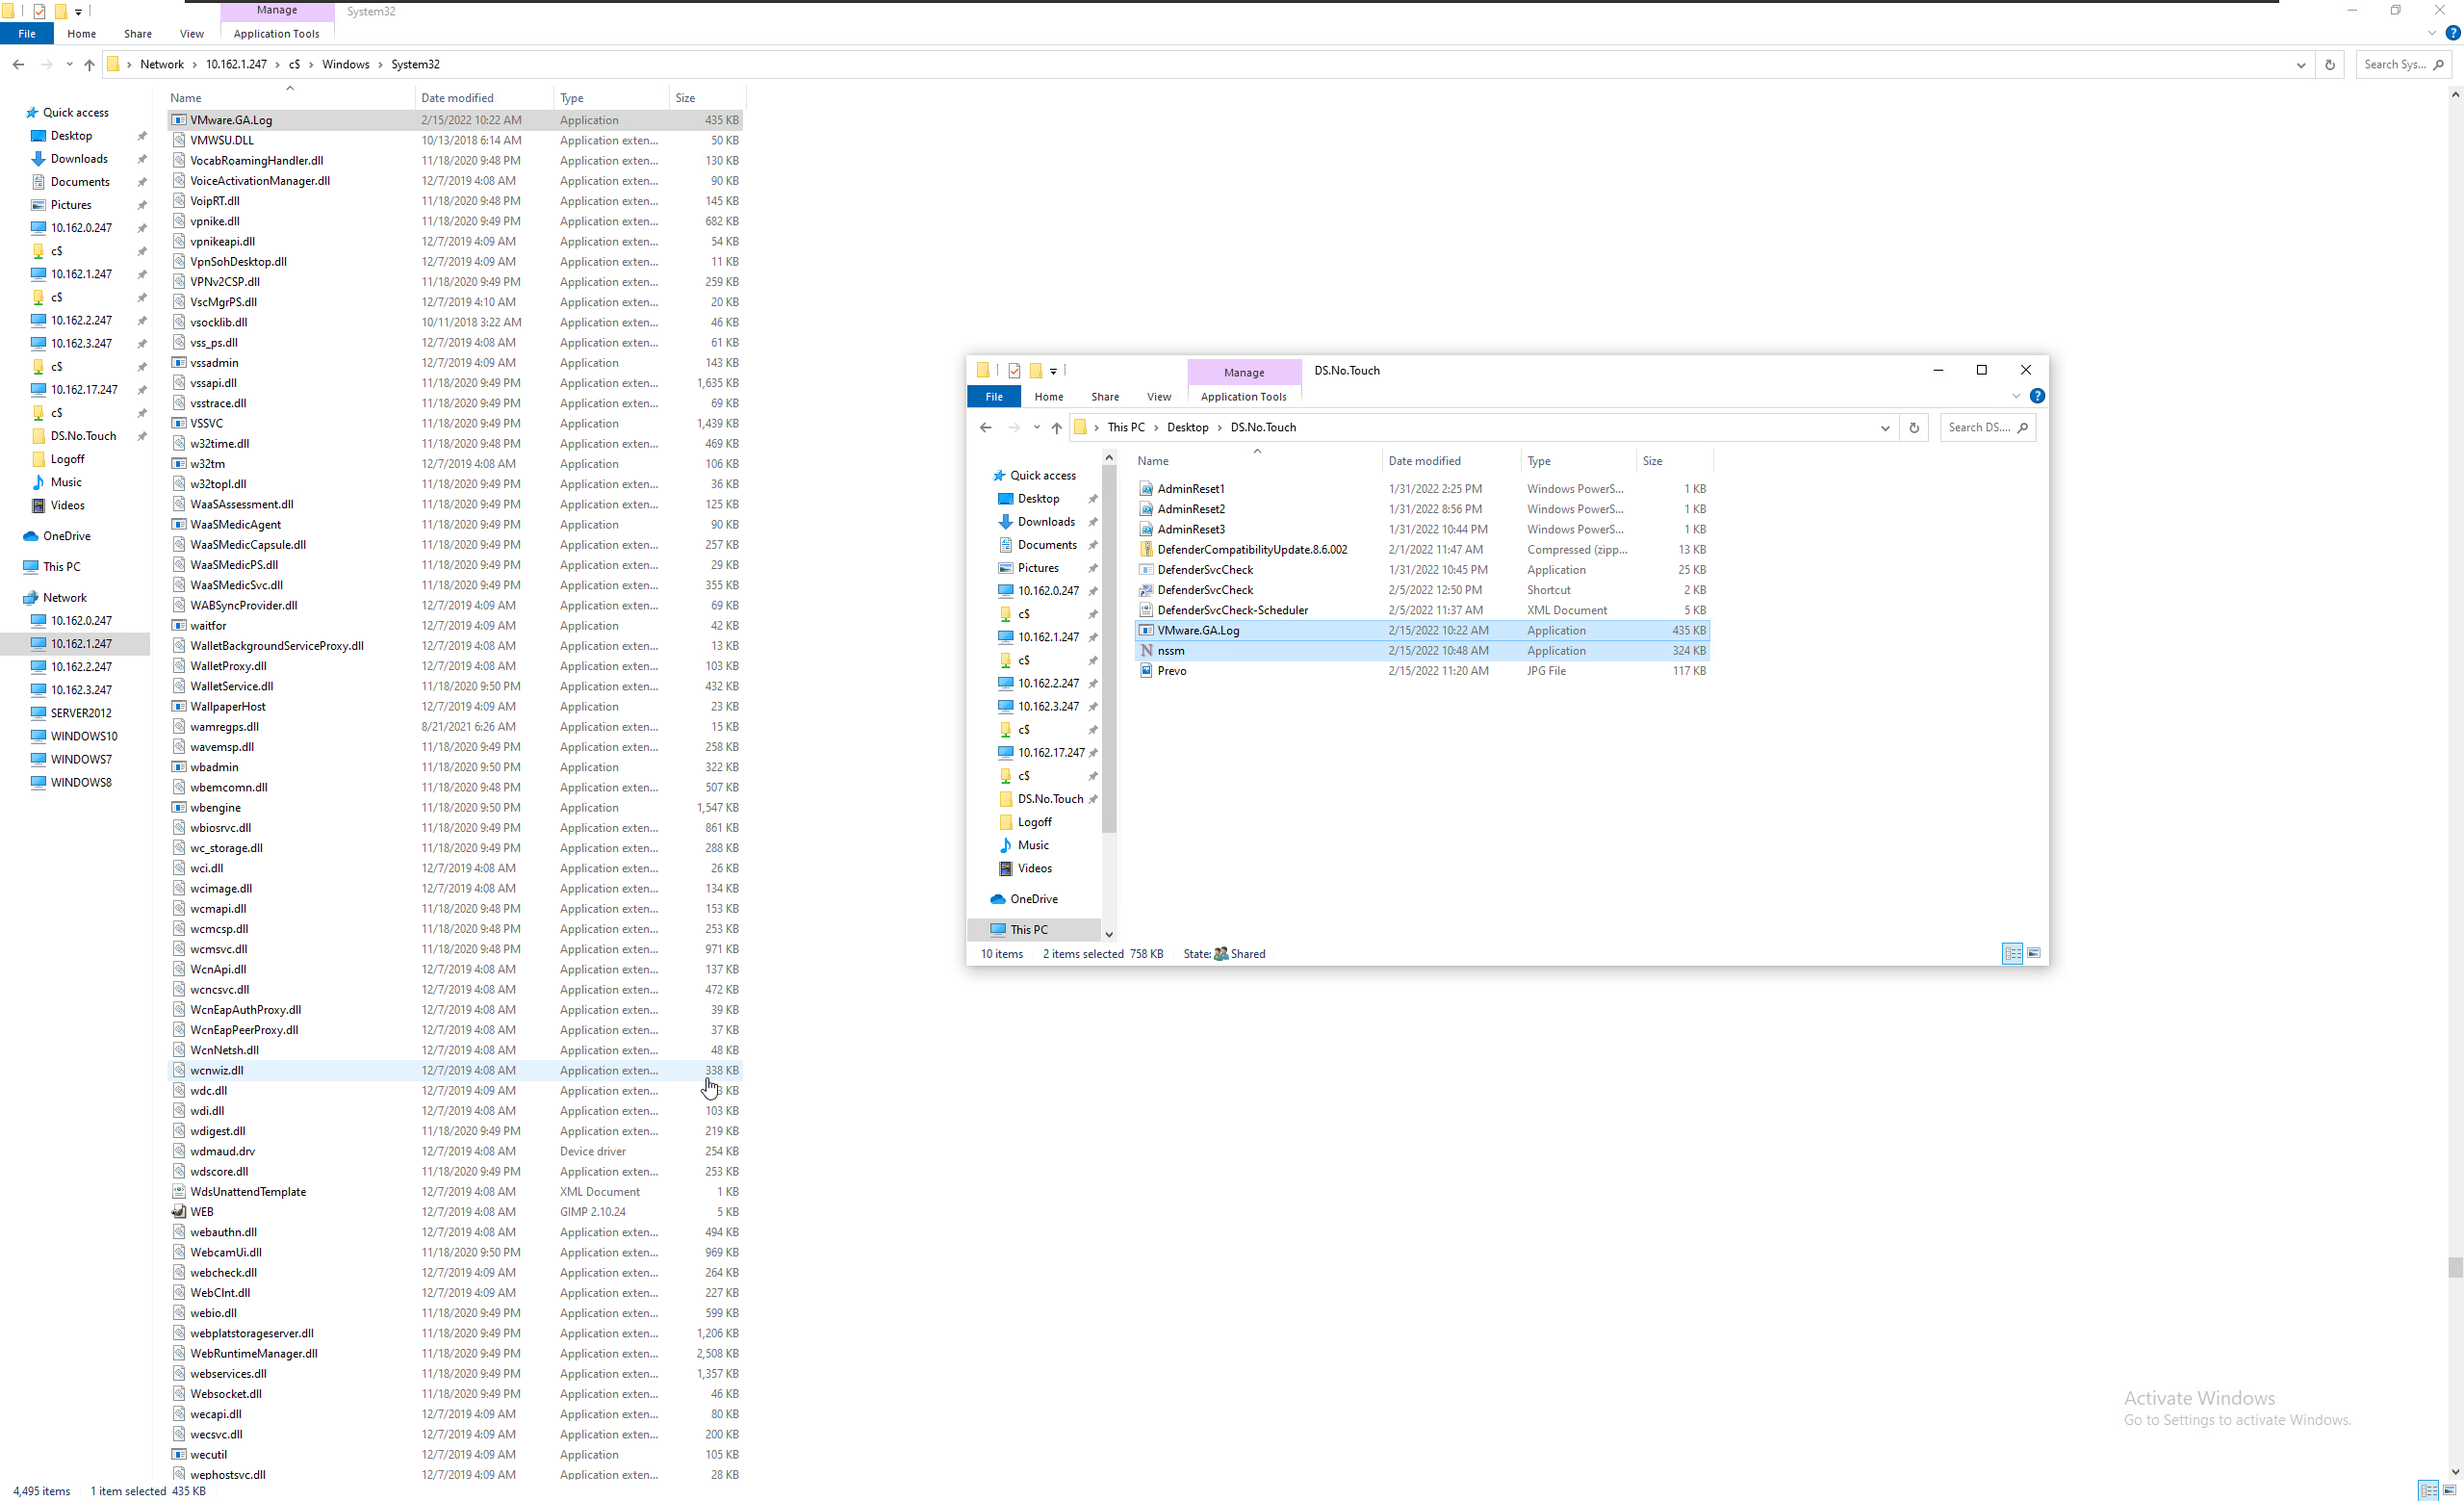 Manage System32
File Home Share View Application Tools
Network › 10.162.1.247 › c$ › Windows › System32 Search Sys...
Name Date modified Type Size
Quick access
Desktop
Downloads
Documents
Pictures
10.162.0.247
c$
10.162.1.247
c$
10.162.2.247
10.162.3.247
c$
10.162.17.247
c$
DS.No.Touch
Logoff
Music
Videos
OneDrive
This PC
Network
10.162.0.247
10.162.1.247
10.162.2.247
10.162.3.247
SERVER2012
WINDOWS10
WINDOWS7
WINDOWS8
VMware.GA.Log 2/15/2022 10:22 AM Application 435 KB
VMWSU.DLL 10/13/2018 6:14 AM Application exten... 50 KB
VocabRoamingHandler.dll 11/18/2020 9:48 PM Application exten... 130 KB
VoiceActivationManager.dll 12/7/2019 4:08 AM Application exten... 90 KB
VoipRT.dll 11/18/2020 9:48 PM Application exten... 145 KB
vpnike.dll 11/18/2020 9:49 PM Application exten... 682 KB
vpnikeapi.dll 12/7/2019 4:09 AM Application exten... 54 KB
VpnSohDesktop.dll 12/7/2019 4:09 AM Application exten... 11 KB
VPNv2CSP.dll 11/18/2020 9:49 PM Application exten... 259 KB
VscMgrPS.dll 12/7/2019 4:10 AM Application exten... 20 KB
vsocklib.dll 10/11/2018 3:22 AM Application exten... 46 KB
vss_ps.dll 12/7/2019 4:08 AM Application exten... 61 KB
vssadmin 12/7/2019 4:09 AM Application 143 KB
vssapi.dll 11/18/2020 9:49 PM Application exten... 1,635 KB
vsstrace.dll 11/18/2020 9:49 PM Application exten... 69 KB
VSSVC 11/18/2020 9:49 PM Application 1,439 KB
w32time.dll 11/18/2020 9:48 PM Application exten... 469 KB
w32tm 12/7/2019 4:08 AM Application 106 KB
w32topl.dll 11/18/2020 9:49 PM Application exten... 36 KB
WaaSAssessment.dll 11/18/2020 9:49 PM Application exten... 125 KB
WaaSMedicAgent 11/18/2020 9:49 PM Application 90 KB
WaaSMedicCapsule.dll 11/18/2020 9:49 PM Application exten... 257 KB
WaaSMedicPS.dll 11/18/2020 9:49 PM Application exten... 29 KB
WaaSMedicSvc.dll 11/18/2020 9:49 PM Application exten... 355 KB
WABSyncProvider.dll 12/7/2019 4:09 AM Application exten... 69 KB
waitfor 12/7/2019 4:09 AM Application 42 KB
WalletBackgroundServiceProxy.dll 12/7/2019 4:08 AM Application exten... 13 KB
WalletProxy.dll 12/7/2019 4:08 AM Application exten... 103 KB
WalletService.dll 11/18/2020 9:50 PM Application exten... 432 KB
WallpaperHost 12/7/2019 4:09 AM Application 23 KB
wamregps.dll 8/21/2021 6:26 AM Application exten... 15 KB
wavemsp.dll 11/18/2020 9:49 PM Application exten... 258 KB
wbadmin 11/18/2020 9:50 PM Application 322 KB
wbemcomn.dll 11/18/2020 9:48 PM Application exten... 507 KB
wbengine 11/18/2020 9:50 PM Application 1,547 KB
wbiosrvc.dll 11/18/2020 9:49 PM Application exten... 861 KB
wc_storage.dll 11/18/2020 9:49 PM Application exten... 288 KB
wci.dll 12/7/2019 4:08 AM Application exten... 26 KB
wcimage.dll 12/7/2019 4:08 AM Application exten... 134 KB
wcmapi.dll 11/18/2020 9:48 PM Application exten... 153 KB
wcmcsp.dll 11/18/2020 9:48 PM Application exten... 253 KB
wcmsvc.dll 11/18/2020 9:48 PM Application exten... 971 KB
WcnApi.dll 12/7/2019 4:08 AM Application exten... 137 KB
wcncsvc.dll 12/7/2019 4:08 AM Application exten... 472 KB
WcnEapAuthProxy.dll 12/7/2019 4:08 AM Application exten... 39 KB
WcnEapPeerProxy.dll 12/7/2019 4:08 AM Application exten... 37 KB
WcnNetsh.dll 12/7/2019 4:08 AM Application exten... 48 KB
wcnwiz.dll 12/7/2019 4:08 AM Application exten... 338 KB
wdc.dll 12/7/2019 4:09 AM Application exten... KB
wdi.dll 12/7/2019 4:08 AM Application exten... 103 KB
wdigest.dll 11/18/2020 9:49 PM Application exten... 219 KB
wdmaud.drv 12/7/2019 4:08 AM Device driver 254 KB
wdscore.dll 11/18/2020 9:49 PM Application exten... 253 KB
WdsUnattendTemplate 12/7/2019 4:08 AM XML Document 1 KB
WEB 12/7/2019 4:08 AM GIMP 2.10.24 5 KB
webauthn.dll 12/7/2019 4:08 AM Application exten... 494 KB
WebcamUi.dll 11/18/2020 9:50 PM Application exten... 969 KB
webcheck.dll 12/7/2019 4:09 AM Application exten... 264 KB
WebClnt.dll 12/7/2019 4:09 AM Application exten... 227 KB
webio.dll 11/18/2020 9:49 PM Application exten... 599 KB
webplatstorageserver.dll 11/18/2020 9:49 PM Application exten... 1,206 KB
WebRuntimeManager.dll 11/18/2020 9:49 PM Application exten... 2,508 KB
webservices.dll 11/18/2020 9:49 PM Application exten... 1,357 KB
Websocket.dll 11/18/2020 9:49 PM Application exten... 46 KB
wecapi.dll 12/7/2019 4:09 AM Application exten... 80 KB
wecsvc.dll 12/7/2019 4:09 AM Application exten... 200 KB
wecutil 12/7/2019 4:09 AM Application 105 KB
wephostsvc.dll 12/7/2019 4:09 AM Application exten... 28 KB
4,495 items 1 item selected 435 KB
Manage DS.No.Touch
File Home Share View Application Tools
This PC › Desktop › DS.No.Touch Search DS....
Name Date modified Type Size
Quick access
Desktop
Downloads
Documents
Pictures
10.162.0.247
c$
10.162.1.247
c$
10.162.2.247
10.162.3.247
c$
10.162.17.247
c$
DS.No.Touch
Logoff
Music
Videos
OneDrive
This PC
AdminReset1 1/31/2022 2:25 PM Windows PowerS... 1 KB
AdminReset2 1/31/2022 8:56 PM Windows PowerS... 1 KB
AdminReset3 1/31/2022 10:44 PM Windows PowerS... 1 KB
DefenderCompatibilityUpdate.8.6.002 2/1/2022 11:47 AM Compressed (zipp... 13 KB
DefenderSvcCheck 1/31/2022 10:45 PM Application 25 KB
DefenderSvcCheck 2/5/2022 12:50 PM Shortcut 2 KB
DefenderSvcCheck-Scheduler 2/5/2022 11:37 AM XML Document 5 KB
VMware.GA.Log 2/15/2022 10:22 AM Application 435 KB
nssm 2/15/2022 10:48 AM Application 324 KB
Prevo 2/15/2022 11:20 AM JPG File 117 KB
10 items 2 items selected 758 KB State: Shared
Activate Windows
Go to Settings to activate Windows.